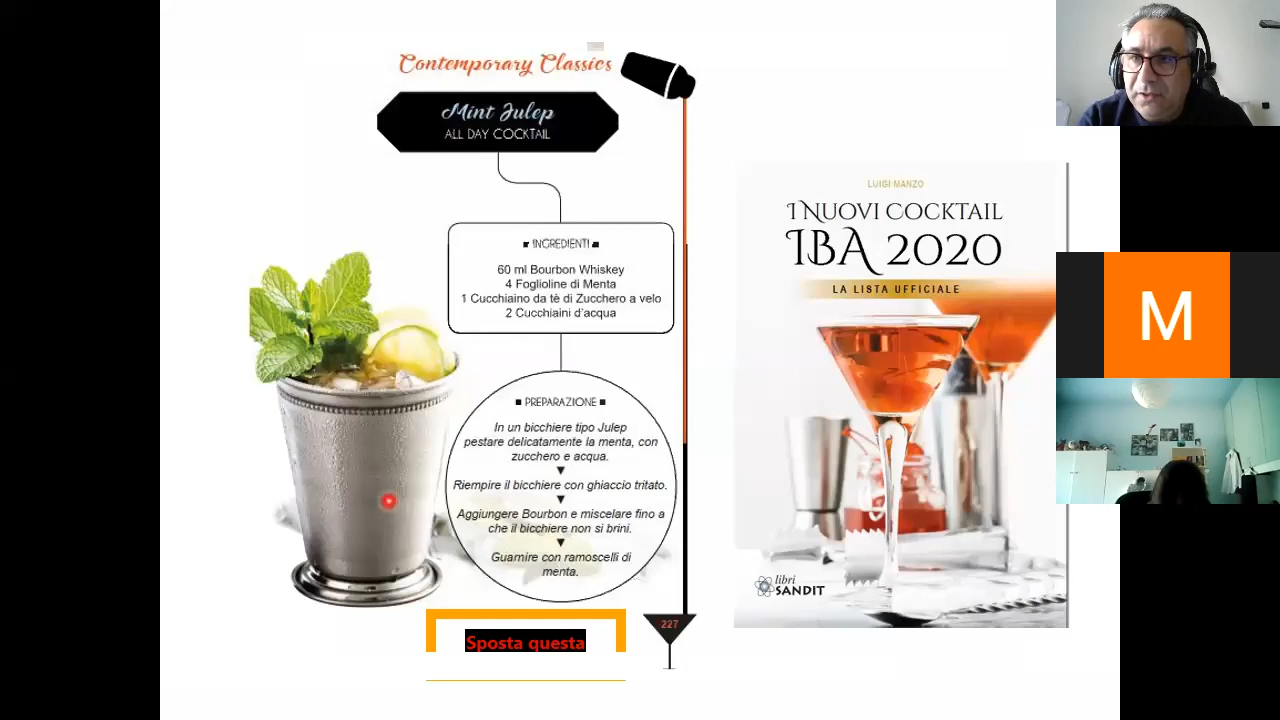 Contemporary Classics
Mint Julep
ALL DAY COCKTAIL
INGREDIENTI
60 ml Bourbon Whiskey
4 Foglioline di Menta
1 Cucchiaino da tè di Zucchero a velo
2 Cucchiaini d'acqua
PREPARAZIONE
In un bicchiere tipo Julep
pestare delicatamente la menta, con
zucchero e acqua.
Riempire il bicchiere con ghiaccio tritato.
Aggiungere Bourbon e miscelare fino a
che il bicchiere non si brini.
Guarnire con ramoscelli di
menta.
227
Sposta questa
LUIGI MANZO
I NUOVI COCKTAIL
IBA 2020
LA LISTA UFFICIALE
libri
SANDIT
M